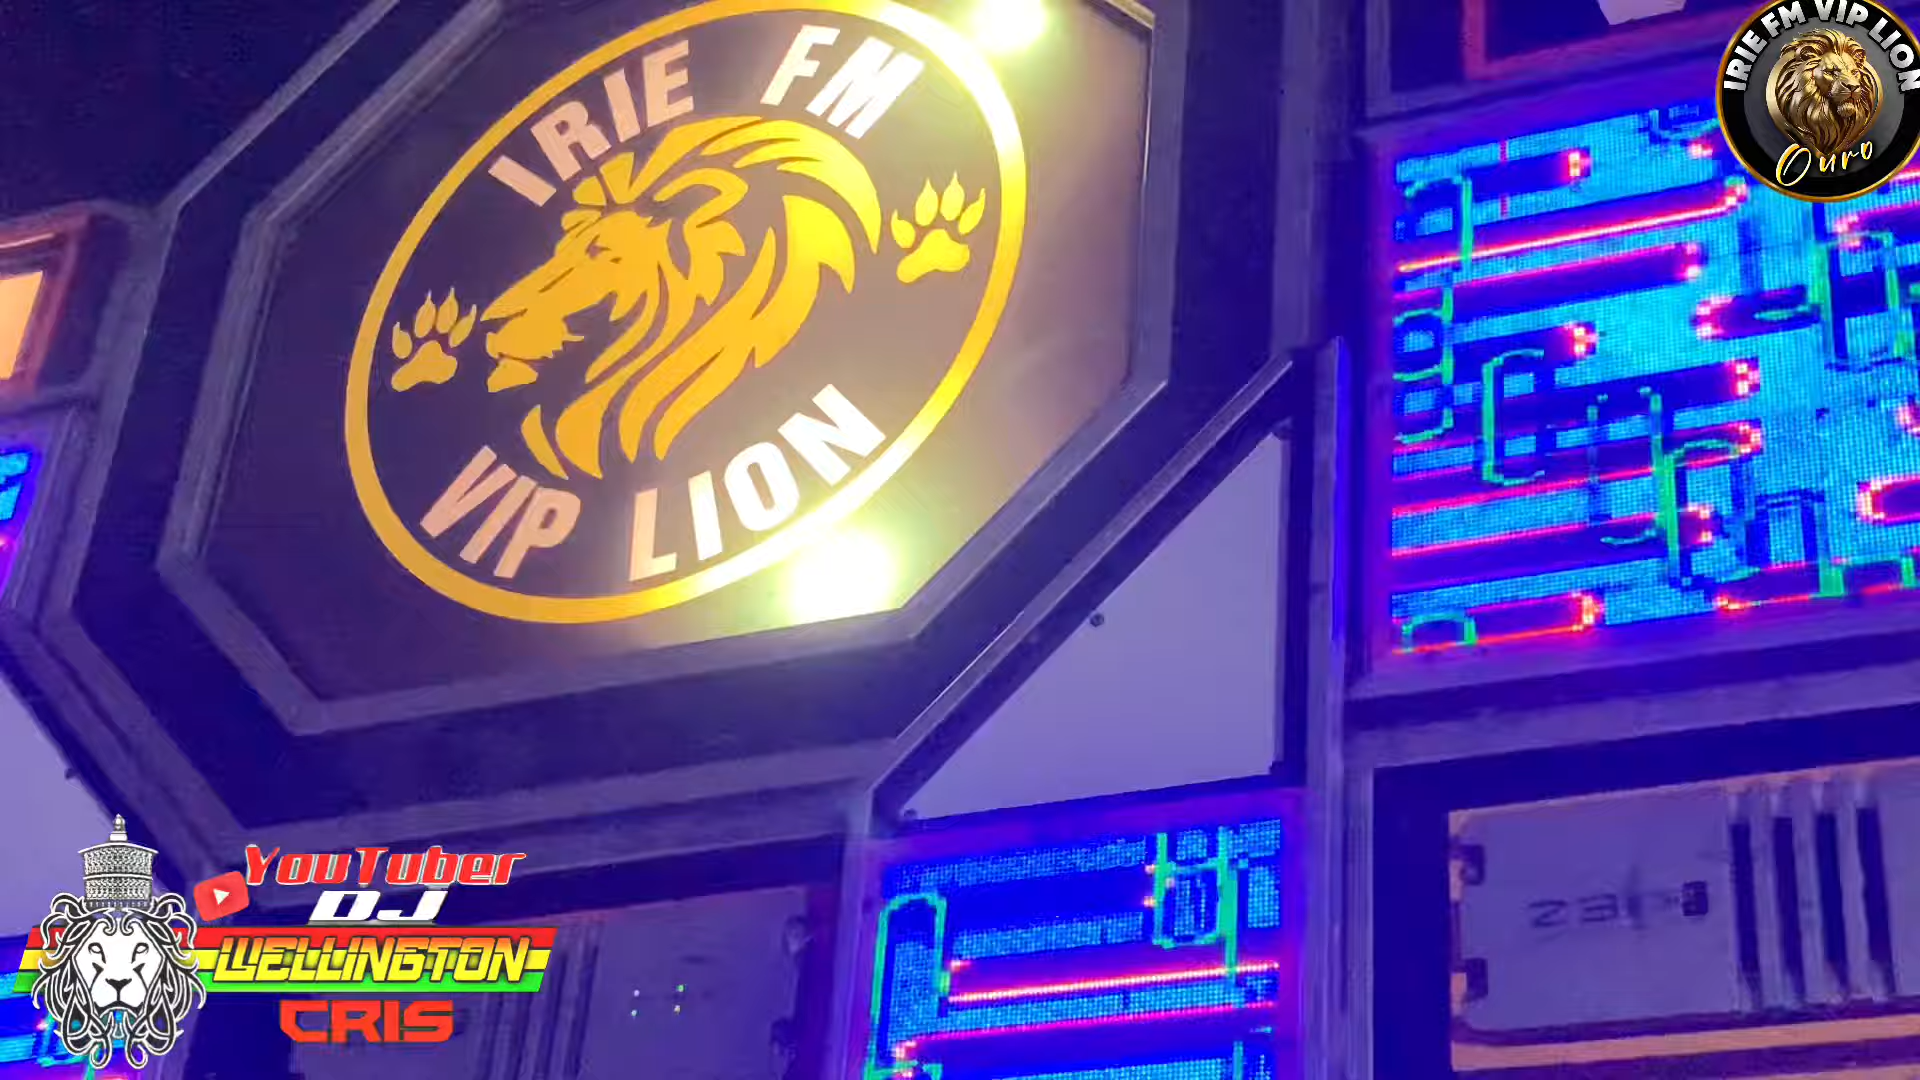 IRIE FM
VIP LION
IRIE FM VIP LION
Ouro
YouTuber
DJ
WELLINGTON
CRIS